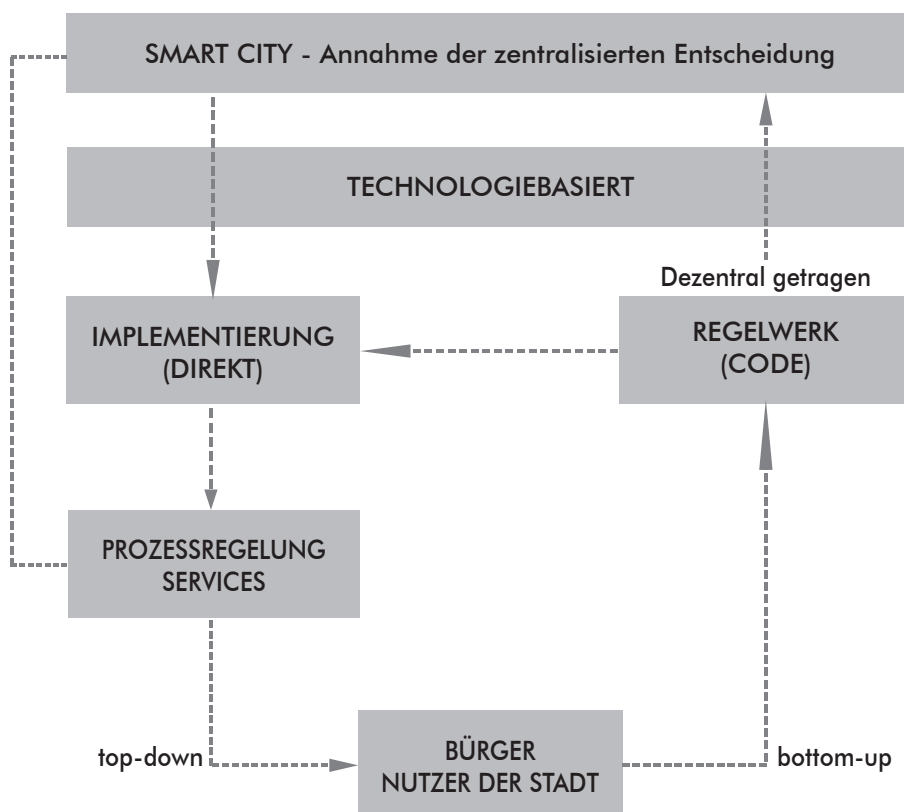 SMART CITY - Annahme der zentralisierten Entscheidung
TECHNOLOGIEBASIERT
Dezentral getragen
IMPLEMENTIERUNG
(DIREKT)
REGELWERK
(CODE)
PROZESSREGELUNG
SERVICES
top-down
BÜRGER
NUTZER DER STADT
bottom-up